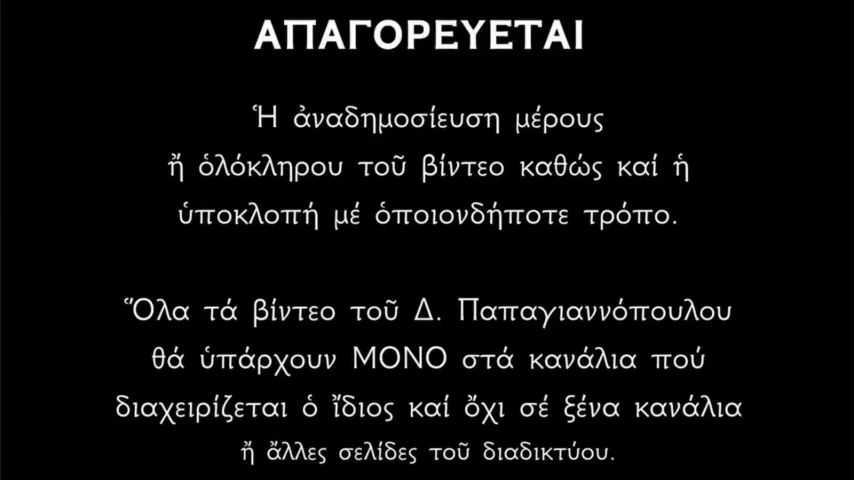 ΑΠΑΓΟΡΕΥΕΤΑΙ
Ἡ ἀναδημοσίευση μέρους
ἤ ὁλόκληρου τοῦ βίντεο καθώς καί ἡ
ὑποκλοπή μέ ὁποιονδήποτε τρόπο.
Ὅλα τά βίντεο τοῦ Δ. Παπαγιαννόπουλου
θά ὑπάρχουν ΜΟΝΟ στά κανάλια πού
διαχειρίζεται ὁ ἴδιος καί ὄχι σέ ξένα κανάλια
ἤ ἄλλες σελίδες τοῦ διαδικτύου.